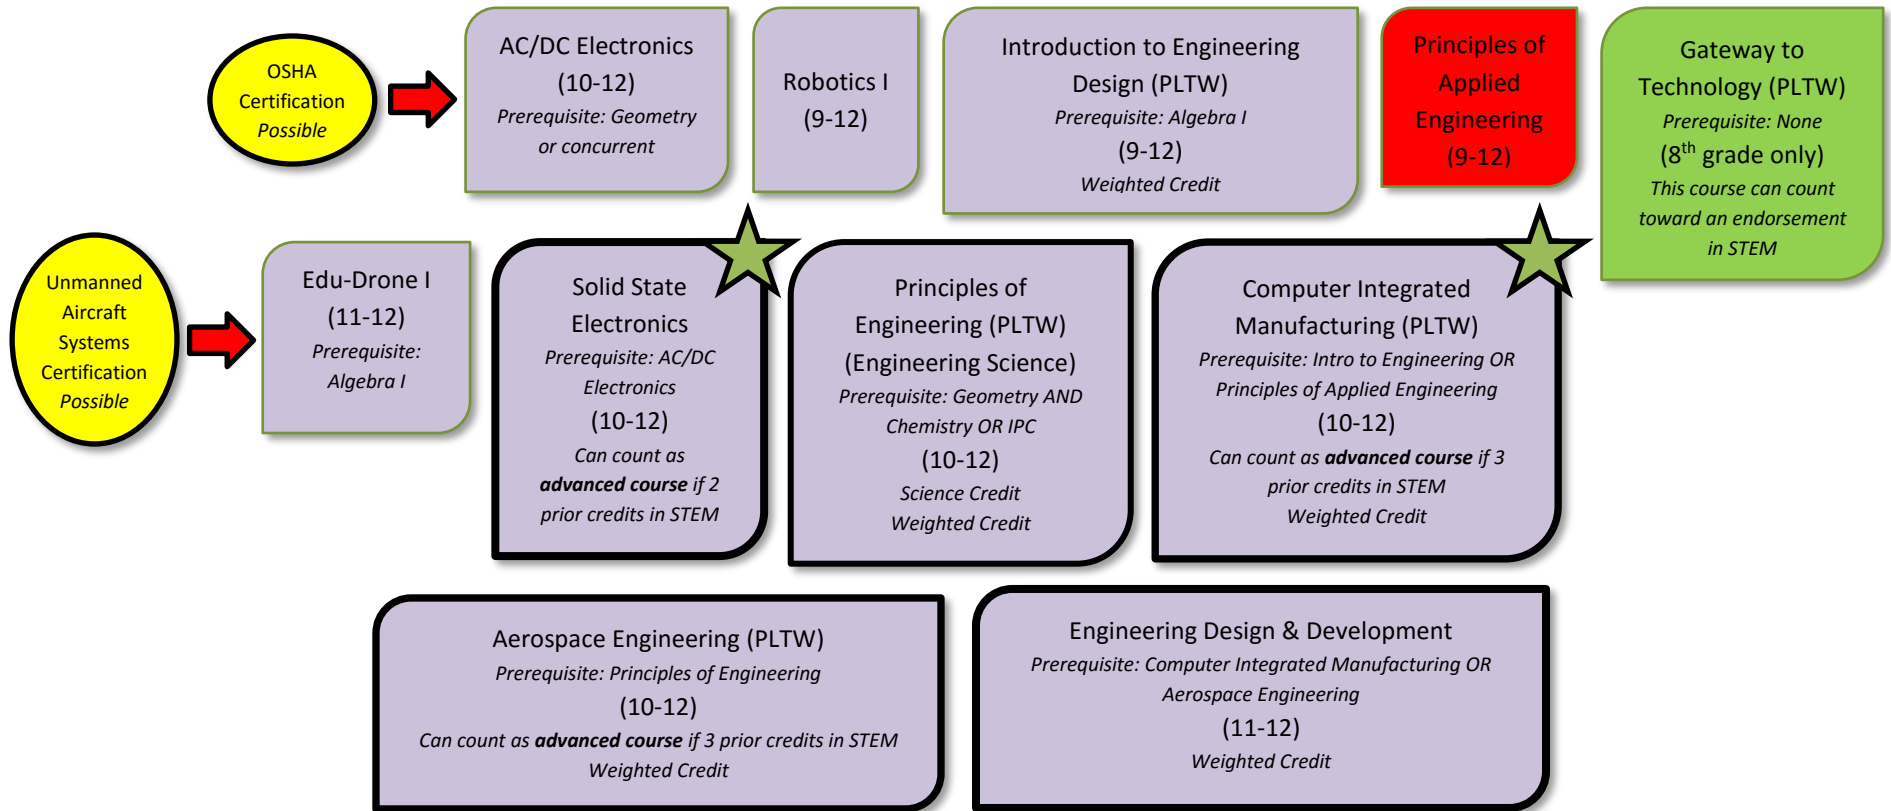 OSHA
Certification
Possible
AC/DC Electronics
(10-12)
Prerequisite: Geometry
or concurrent
Robotics I
(9-12)
Introduction to Engineering
Design (PLTW)
Prerequisite: Algebra I
(9-12)
Weighted Credit
Principles of
Applied
Engineering
(9-12)
Gateway to
Technology (PLTW)
Prerequisite: None
(8th grade only)
This course can count
toward an endorsement
in STEM
Unmanned
Aircraft
Systems
Certification
Possible
Edu-Drone I
(11-12)
Prerequisite:
Algebra I
Solid State
Electronics
Prerequisite: AC/DC
Electronics
(10-12)
Can count as
advanced course if 2
prior credits in STEM
Principles of
Engineering (PLTW)
(Engineering Science)
Prerequisite: Geometry AND
Chemistry OR IPC
(10-12)
Science Credit
Weighted Credit
Computer Integrated
Manufacturing (PLTW)
Prerequisite: Intro to Engineering OR
Principles of Applied Engineering
(10-12)
Can count as advanced course if 3
prior credits in STEM
Weighted Credit
Aerospace Engineering (PLTW)
Prerequisite: Principles of Engineering
(10-12)
Can count as advanced course if 3 prior credits in STEM
Weighted Credit
Engineering Design & Development
Prerequisite: Computer Integrated Manufacturing OR
Aerospace Engineering
(11-12)
Weighted Credit